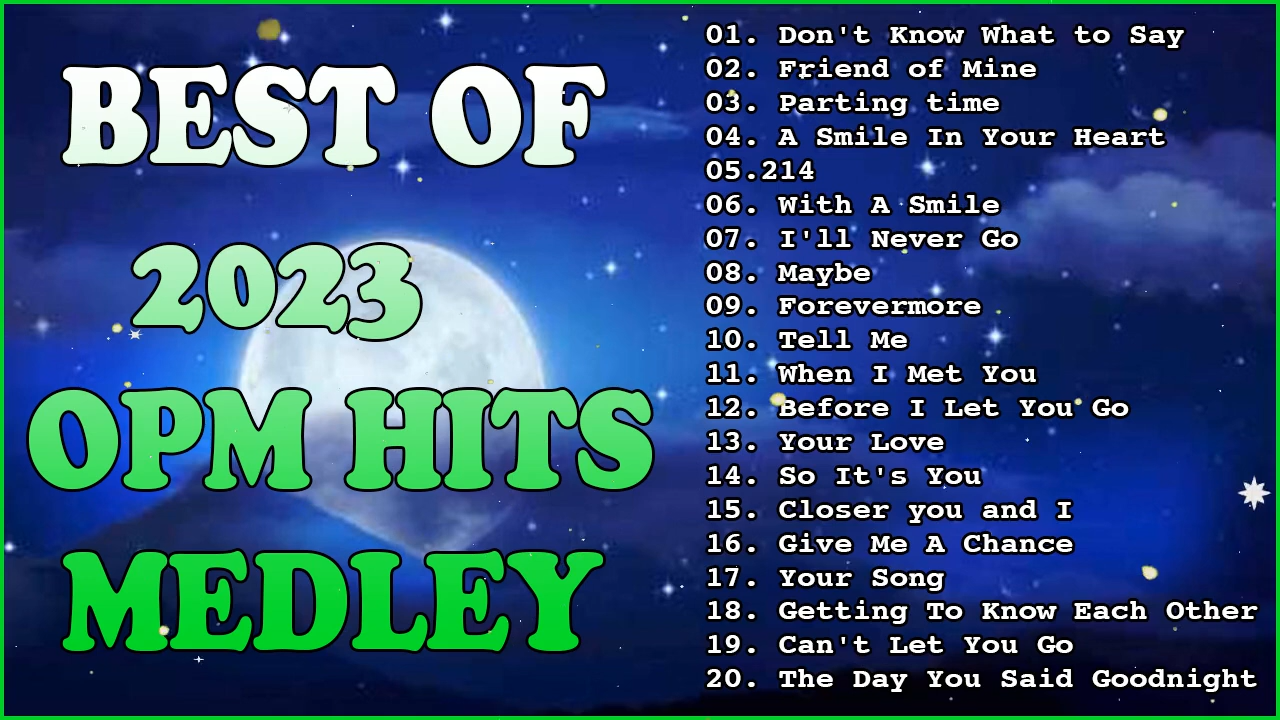 BEST OF
2023
OPM HITS
MEDLEY
01. Don't Know What to Say
02. Friend of Mine
03. Parting time
04. A Smile In Your Heart
05.214
06. With A Smile
07. I'll Never Go
08. Maybe
09. Forevermore
10. Tell Me
11. When I Met You
12. Before I Let You Go
13. Your Love
14. So It's You
15. Closer you and I
16. Give Me A Chance
17. Your Song
18. Getting To Know Each Other
19. Can't Let You Go
20. The Day You Said Goodnight